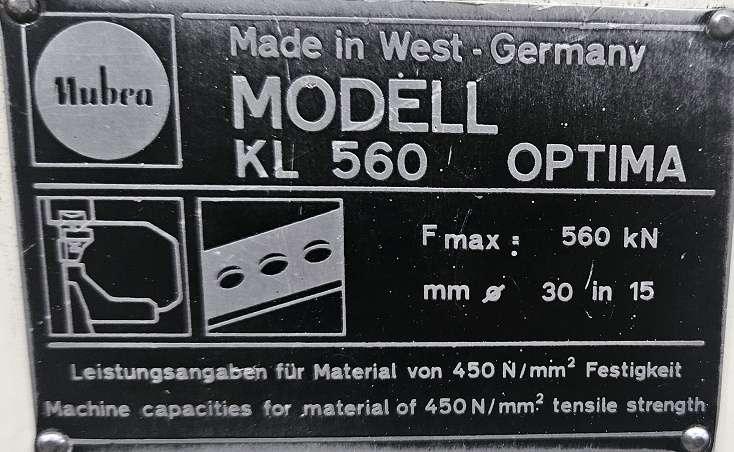 Mubea
Made in West - Germany
MODELL
KL 560 OPTIMA
F max : 560 kN
mm ø 30 in 15
Leistungsangaben für Material von 450 N/mm² Festigkeit
Machine capacities for material of 450 N/mm² tensile strength